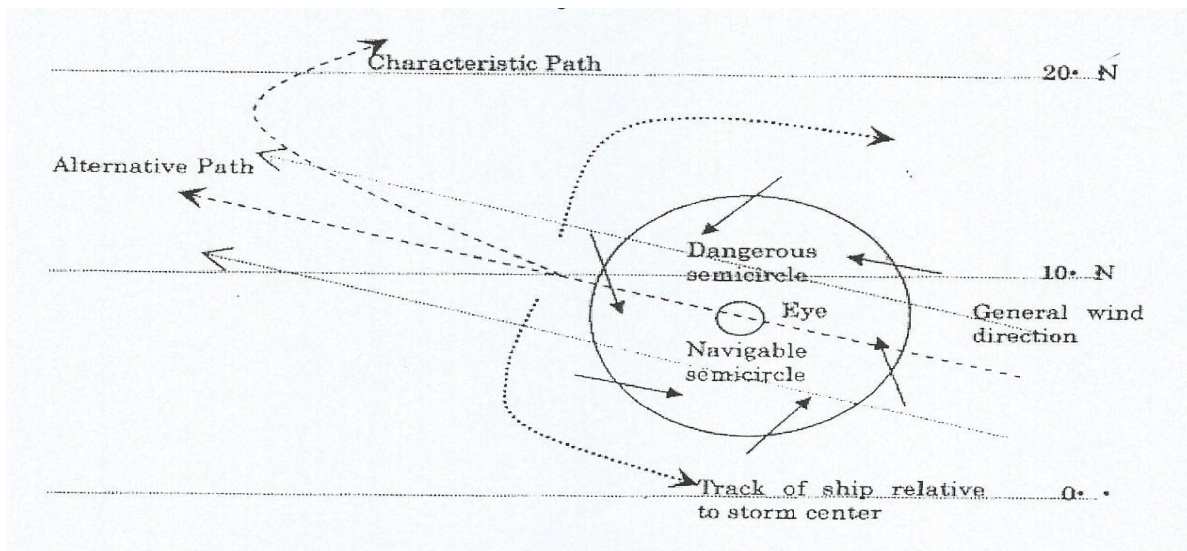 Characteristic Path
20• N
Alternative Path
Dangerous
semicircle
10• N
Eye
General wind
direction
Navigable
semicircle
Track of ship relative
to storm center
0• •